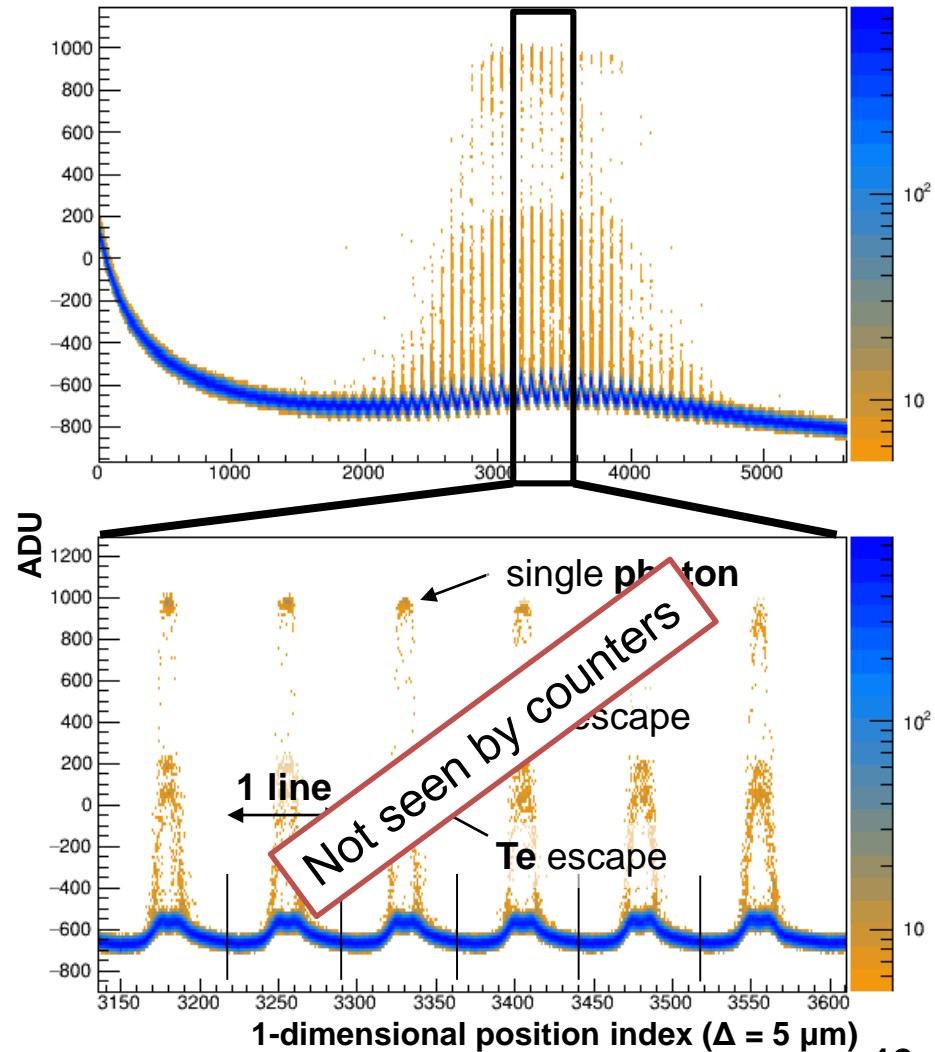 1000
800
600
400
200
0
−200
−400
−600
−800
0 1000 2000 3000 4000 5000
10²
10
ADU
1200
1000
800
600
400
200
0
−200
−400
−600
−800
single photon
escape
1 line
Not seen by counters
Te escape
10²
10
3150 3200 3250 3300 3350 3400 3450 3500 3550 3600
1-dimensional position index (Δ = 5 µm)